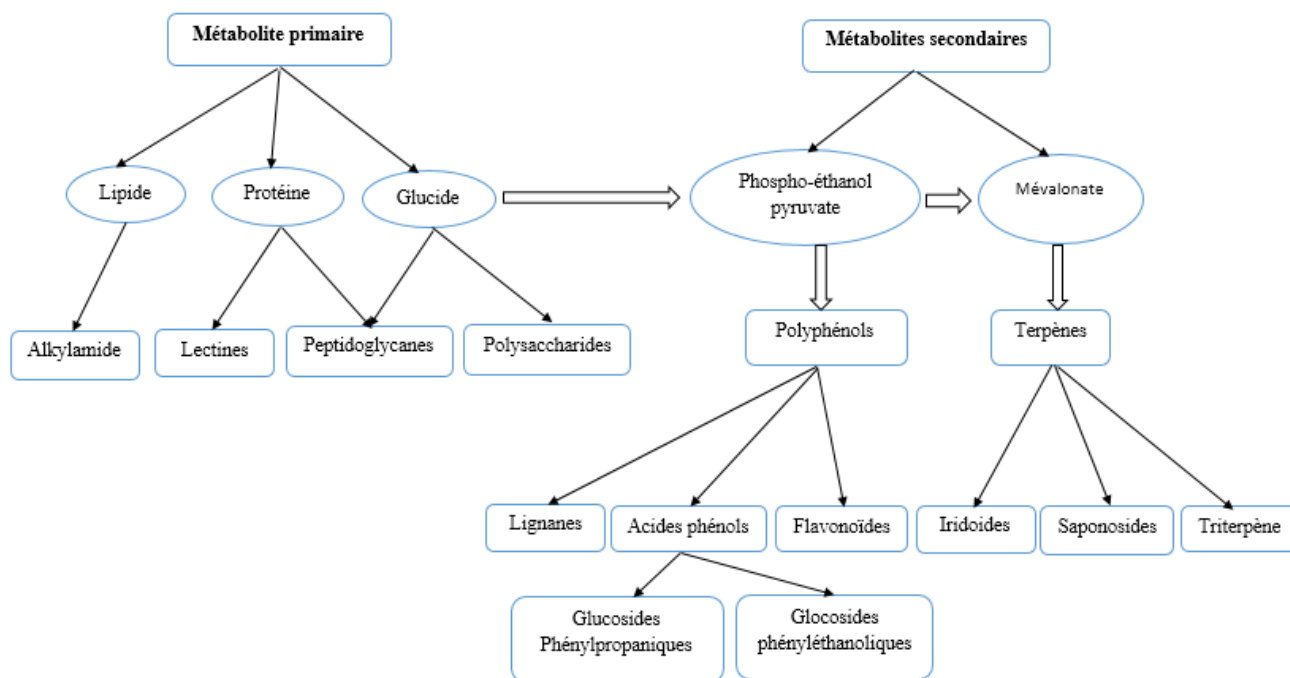 Métabolite primaire
Métabolites secondaires
Lipide
Protéine
Glucide
Phospho-éthanol
pyruvate
Mévalonate
Alkylamide
Lectines
Peptidoglycanes
Polysaccharides
Polyphénols
Terpènes
Lignanes
Acides phénols
Flavonoïdes
Iridoides
Saponosides
Triterpène
Glucosides
Phénylpropaniques
Glocosides
phényléthanoliques